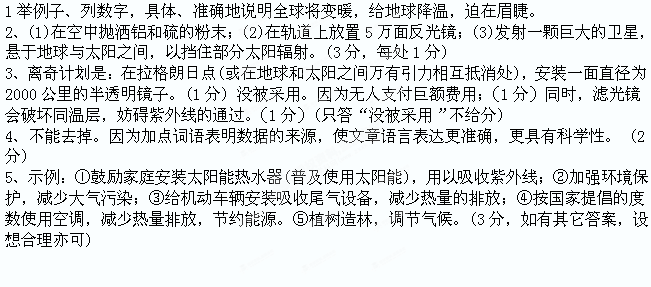 1 举例子、列数字，具体、准确地说明全球将变暖，给地球降温，迫在眉睫。
2、(1)在空中抛洒铝和硫的粉末；(2)在轨道上放置 5 万面反光镜；(3)发射一颗巨大的卫星，
悬于地球与太阳之间，以挡住部分太阳辐射。(3 分，每处 1 分)
3、离奇计划是：在拉格朗日点(或在地球和太阳之间万有引力相互抵消处)，安装一面直径为
2000 公里的半透明镜子。（1 分）没被采用。因为无人支付巨额费用；（1 分）同时，滤光镜
会破坏同温层，妨碍紫外线的通过。（1 分）(只答“没被采用 ”不给分)
4、不能去掉。因为加点词语表明数据的来源，使文章语言表达更准确，更具有科学性。 （2
分）
5、示例：①鼓励家庭安装太阳能热水器(普及使用太阳能)，用以吸收紫外线；②加强环境保
护，减少大气污染；③给机动车辆安装吸收尾气设备，减少热量的排放；④按国家提倡的度
数使用空调，减少热量排放，节约能源。⑤植树造林，调节气候。（3 分，如有其它答案，设
想合理亦可）